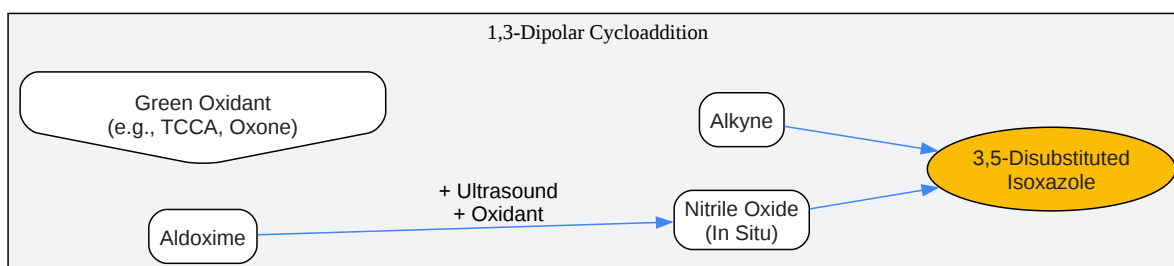 1,3-Dipolar Cycloaddition
Green Oxidant
(e.g., TCCA, Oxone)
Alkyne
3,5-Disubstituted
Isoxazole
+ Ultrasound
+ Oxidant
Nitrile Oxide
(In Situ)
Aldoxime